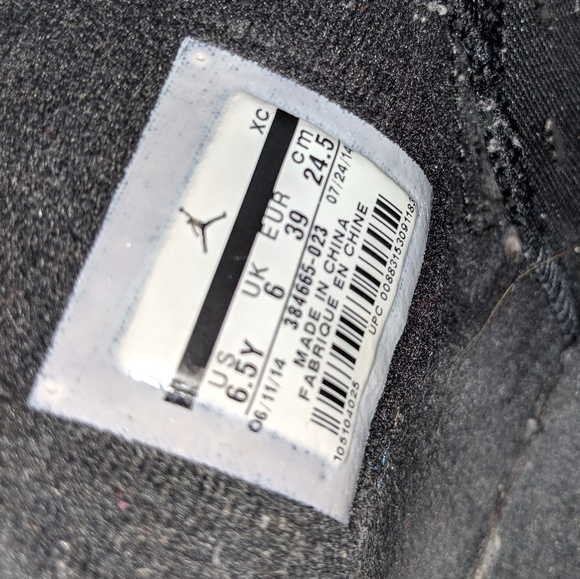 XC
US UK EUR cm
6.5Y 6 39 24.5
06/11/14 07/24/14
384665-023
MADE IN CHINA
FABRIQUE EN CHINE
UPC 00883153091185
105104025